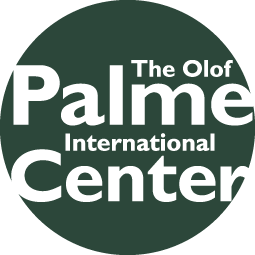 The Olof
Palme
International
Center